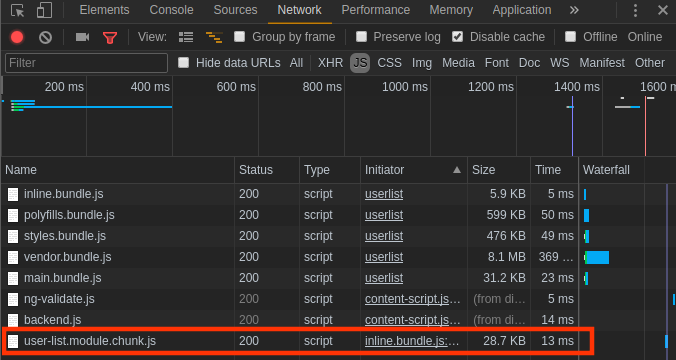 Elements Console Sources Network Performance Memory Application »
View: Group by frame Preserve log Disable cache Offline Online
Filter Hide data URLs All XHR JS CSS Img Media Font Doc WS Manifest Other
200 ms 400 ms 600 ms 800 ms 1000 ms 1200 ms 1400 ms 1600 ms
Name Status Type Initiator Size Time Waterfall
inline.bundle.js 200 script userlist 5.9 KB 5 ms
polyfills.bundle.js 200 script userlist 599 KB 50 ms
styles.bundle.js 200 script userlist 476 KB 49 ms
vendor.bundle.js 200 script userlist 8.1 MB 369 ...
main.bundle.js 200 script userlist 31.2 KB 23 ms
ng-validate.js 200 script content-script.js... (from di... 5 ms
backend.js 200 script content-script.js... (from di... 14 ms
user-list.module.chunk.js 200 script inline.bundle.js:... 28.7 KB 13 ms